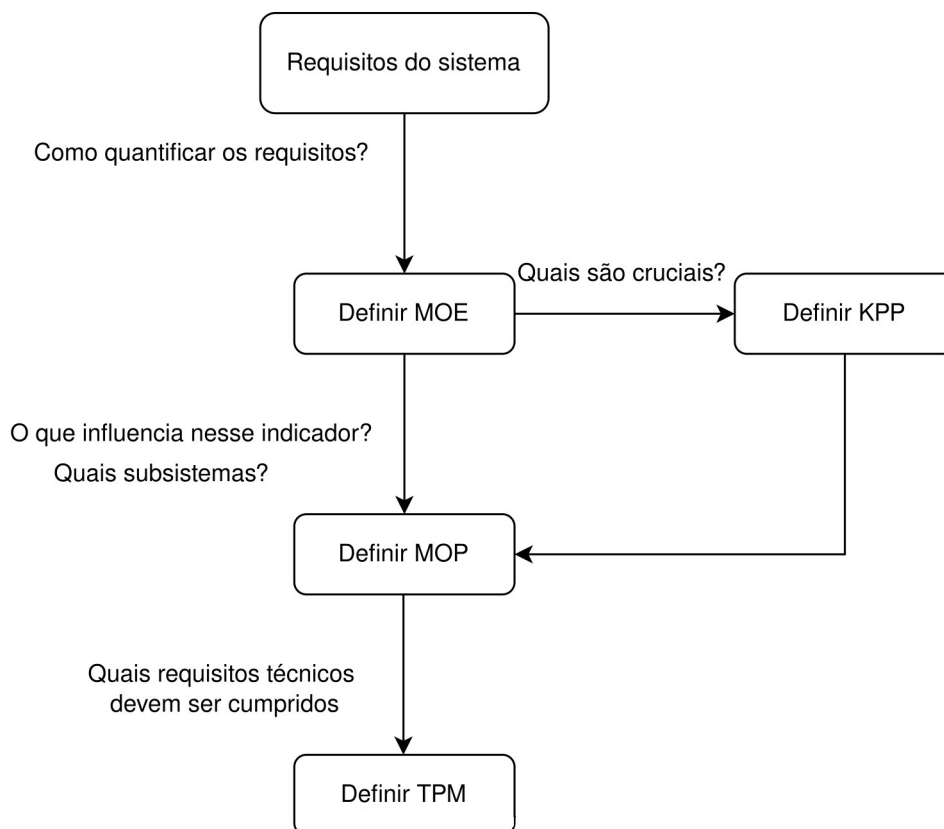 Requisitos do sistema
Como quantificar os requisitos?
Quais são cruciais?
Definir MOE
Definir KPP
O que influencia nesse indicador?
Quais subsistemas?
Definir MOP
Quais requisitos técnicos
devem ser cumpridos
Definir TPM